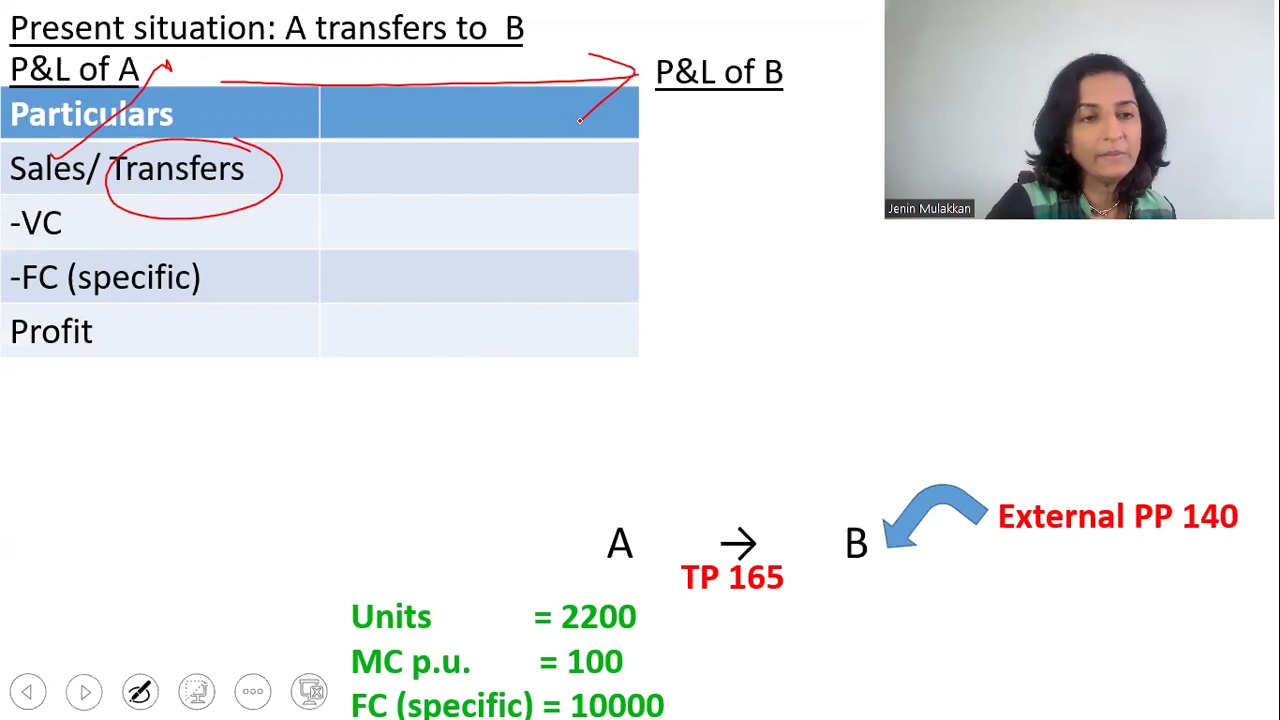 Present situation: A transfers to B
P&L of A
P&L of B
Particulars
Sales/ Transfers
-VC
-FC (specific)
Profit
Jenin Mulakkan
External PP 140
A → B
TP 165
Units = 2200
MC p.u. = 100
FC (specific) = 10000